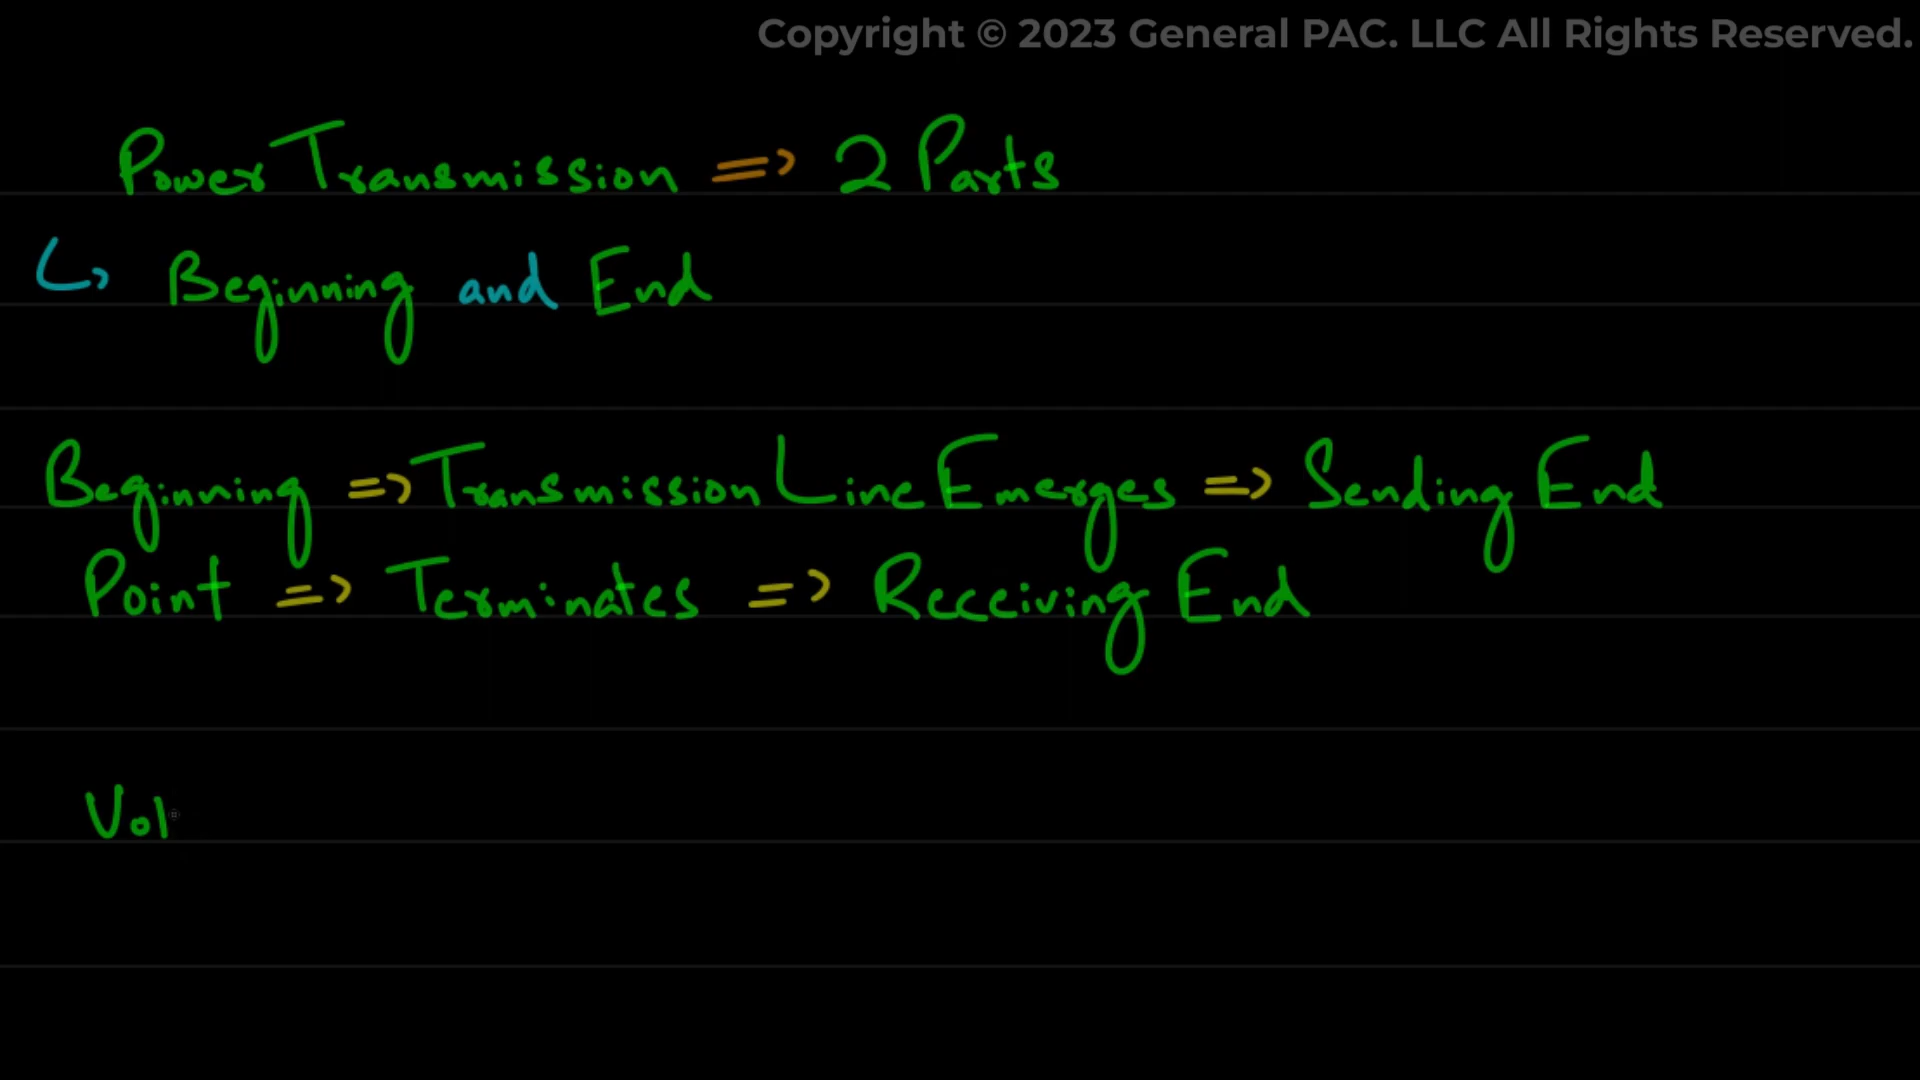 Copyright © 2023 General PAC. LLC All Rights Reserved.
Power Transmission => 2 Parts
↳ Beginning and End
Beginning => Transmission Line Emerges => Sending End
Point => Terminates => Receiving End
Vol